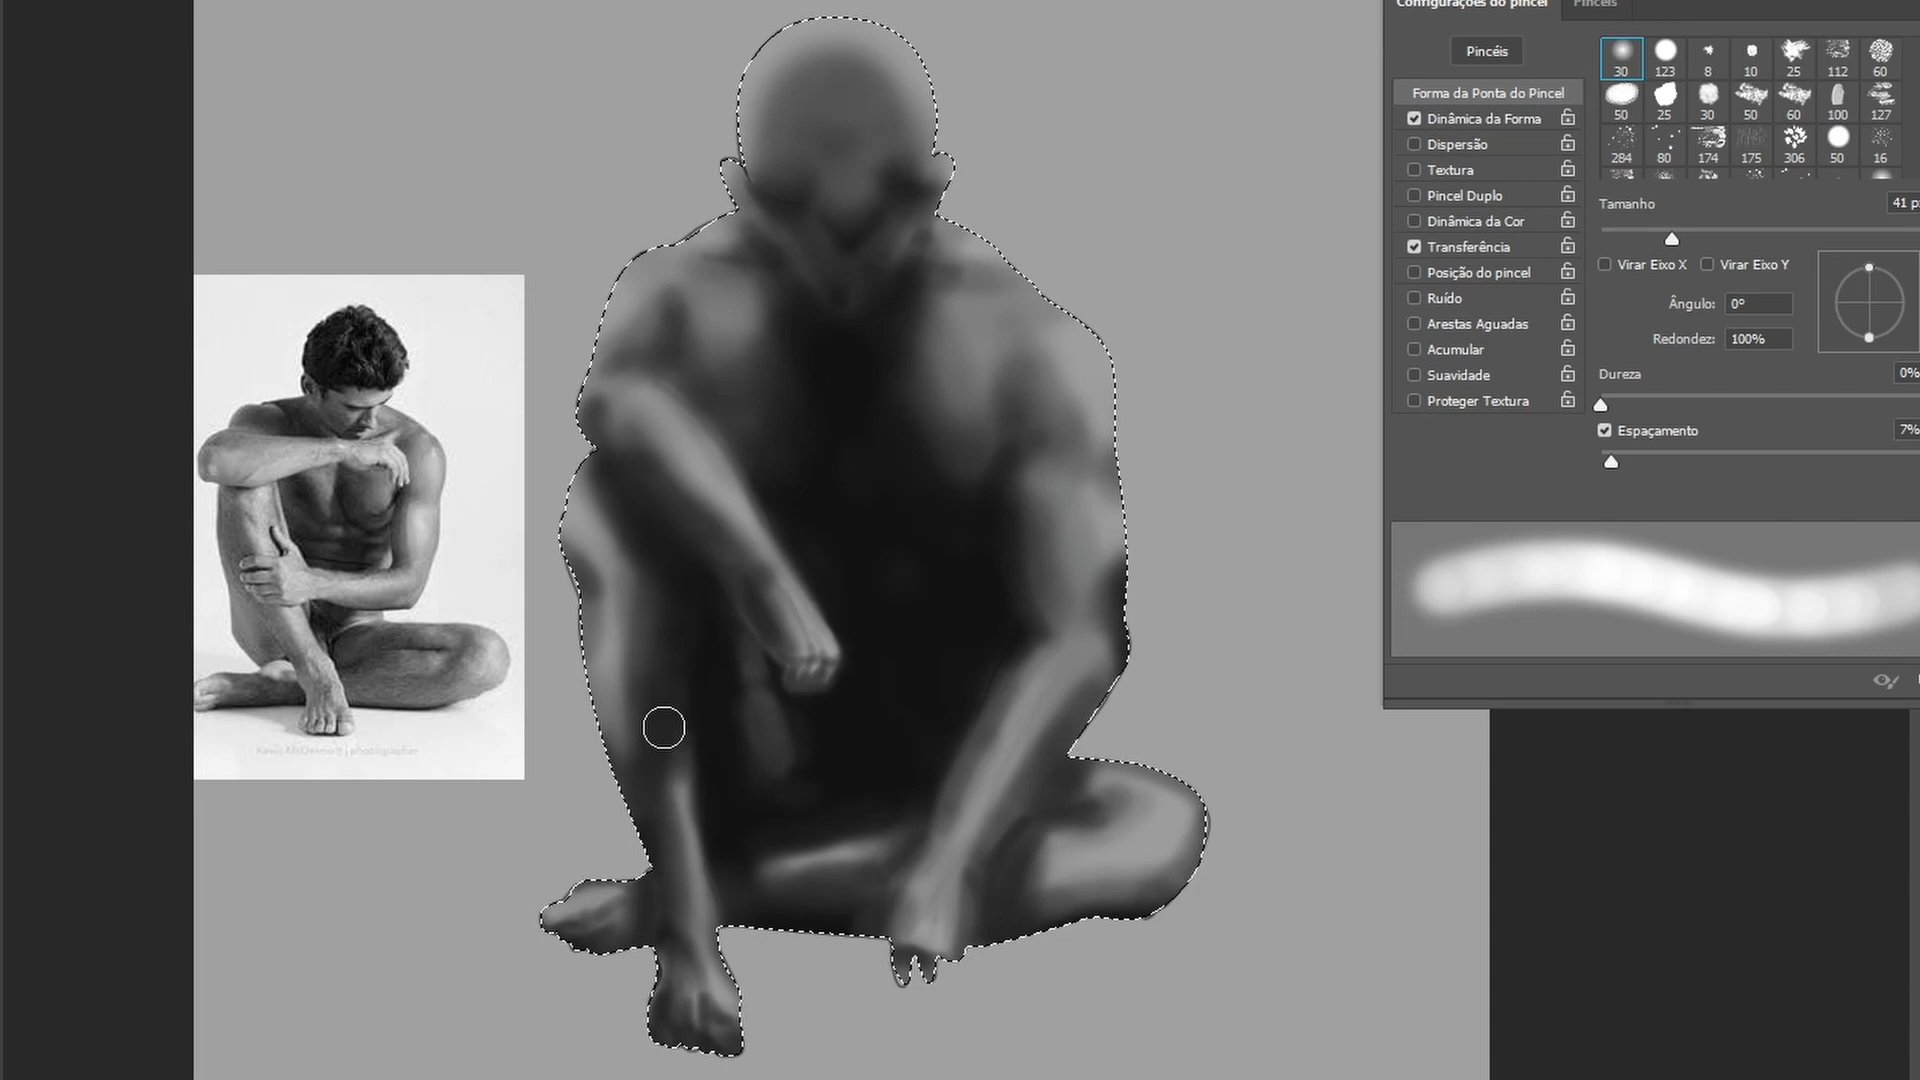 Configurações do pincel
Pincéis
Pincéis
30 123 8 10 25 112 60
Forma da Ponta do Pincel
50 25 30 50 60 100 127
Dinâmica da Forma
Dispersão
284 80 174 175 306 50 16
Textura
Pincel Duplo
Tamanho
41 p
Dinâmica da Cor
Transferência
Virar Eixo X
Virar Eixo Y
Posição do pincel
Ruído
Ângulo:
0°
Arestas Aguadas
Redondez:
100%
Acumular
Suavidade
Dureza
0%
Proteger Textura
Espaçamento
7%
photographer